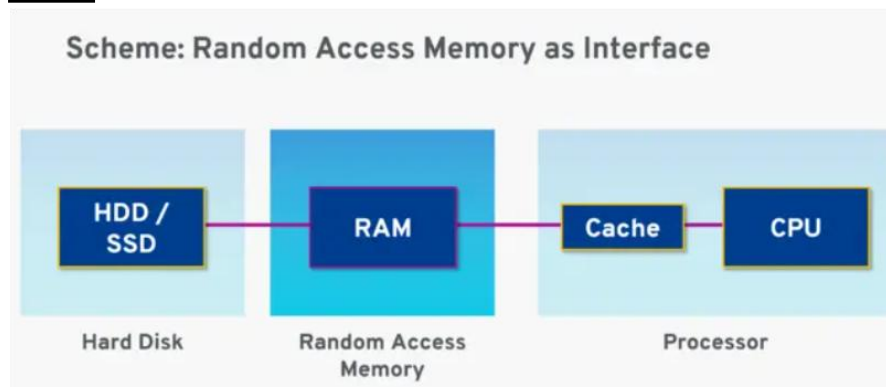 Scheme: Random Access Memory as Interface
HDD /
SSD
RAM
Cache
CPU
Hard Disk
Random Access
Memory
Processor